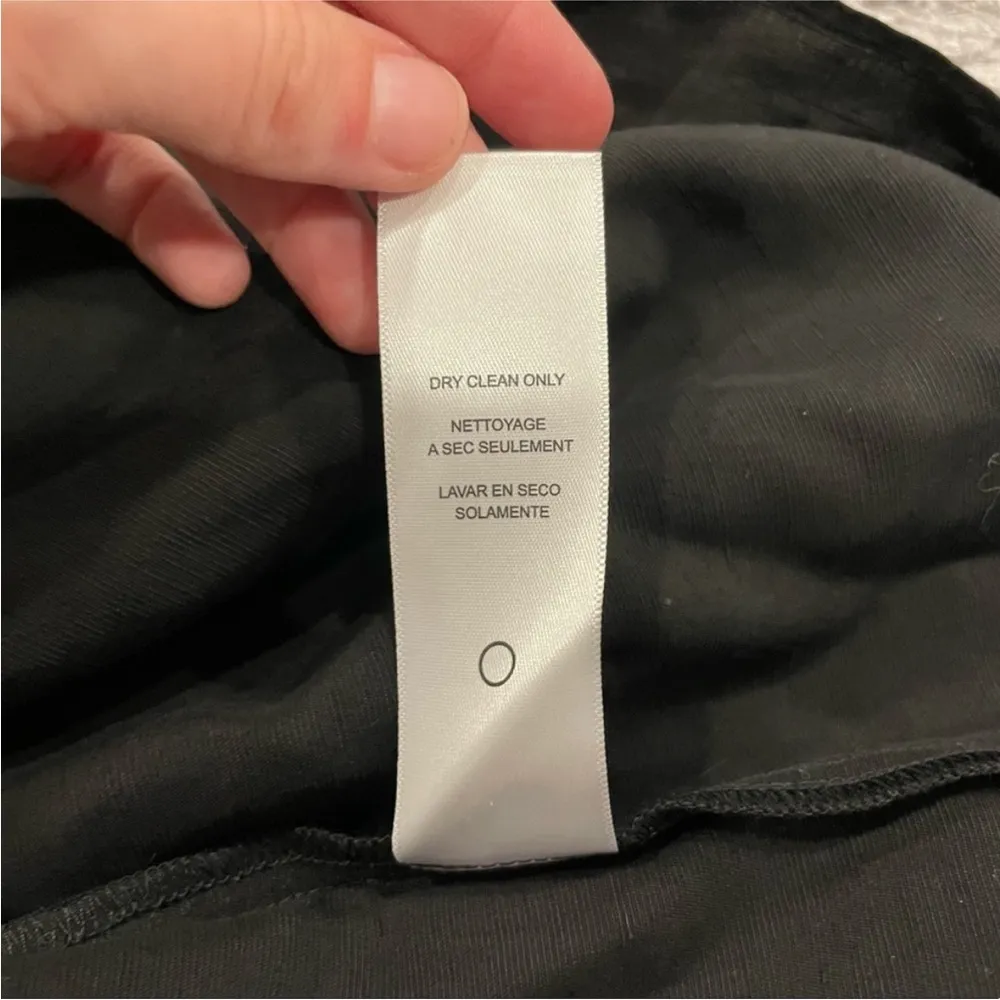 DRY CLEAN ONLY
NETTOYAGE
A SEC SEULEMENT
LAVAR EN SECO
SOLAMENTE